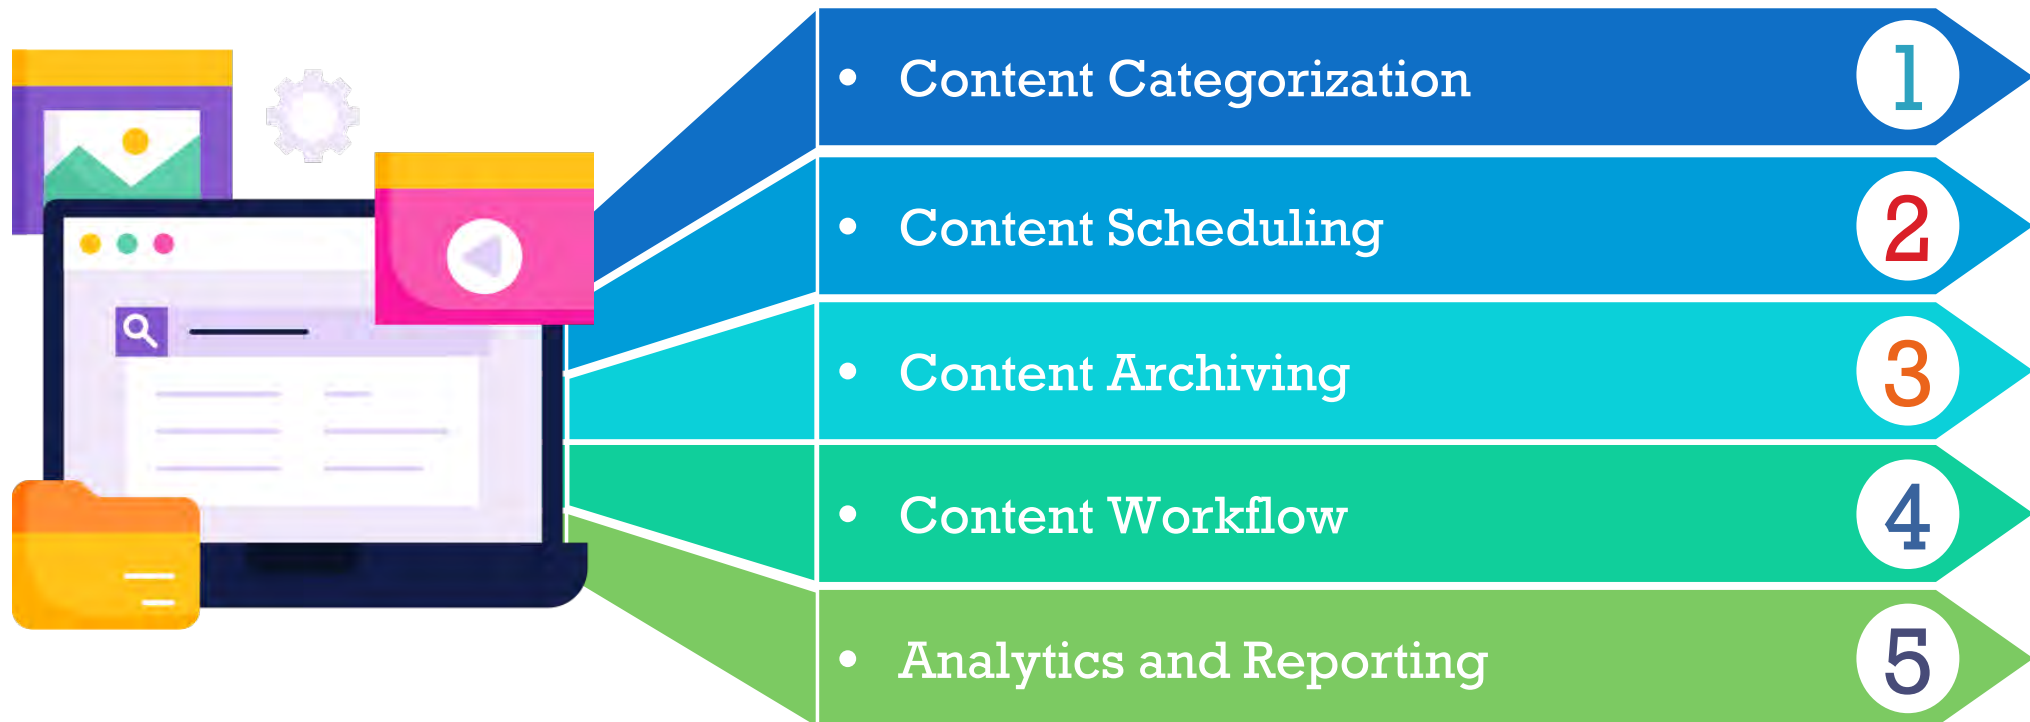 • Content Categorization 1
• Content Scheduling 2
• Content Archiving 3
• Content Workflow 4
• Analytics and Reporting 5